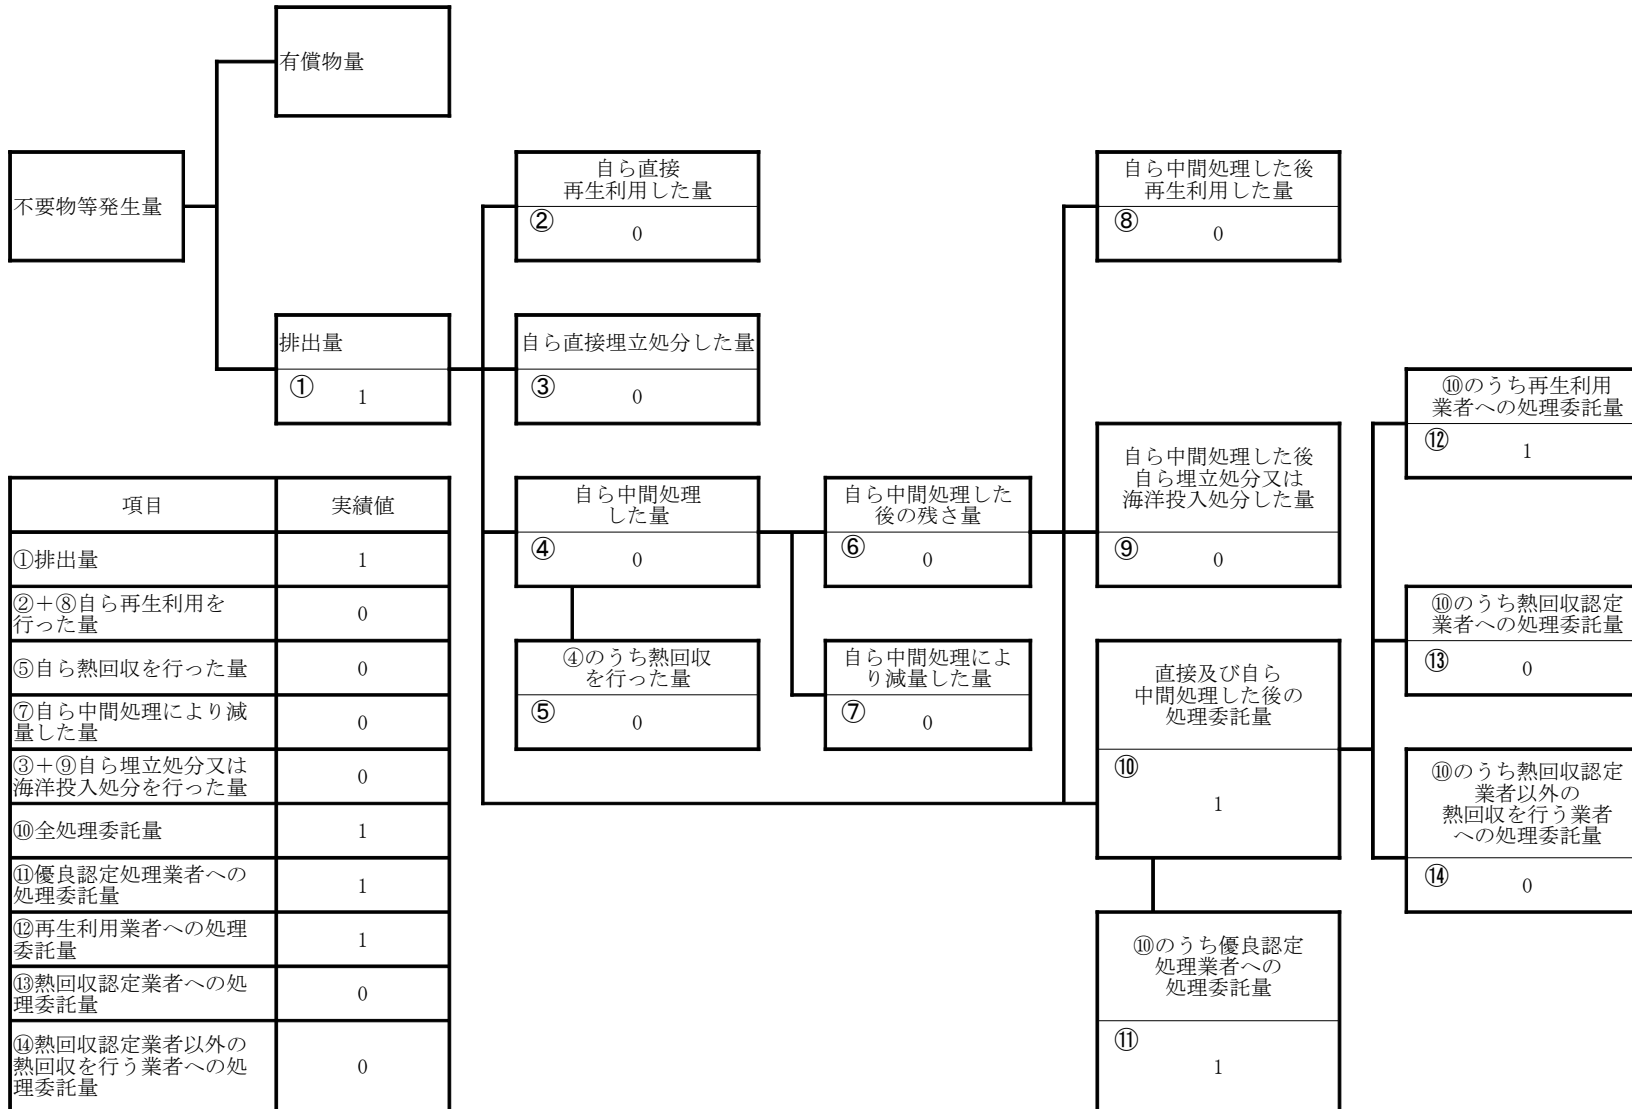 有償物量
不要物等発生量
自ら直接
再生利用した量
②
0
自ら中間処理した後
再生利用した量
⑧
0
排出量
①
1
自ら直接埋立処分した量
③
0
⑩のうち再生利用
業者への処理委託量
⑫
1
自ら中間処理した後
自ら埋立処分又は
海洋投入処分した量
⑨
0
自ら中間処理
した量
④
0
自ら中間処理した
後の残さ量
⑥
0
⑩のうち熱回収認定
業者への処理委託量
⑬
0
④のうち熱回収
を行った量
⑤
0
自ら中間処理によ
り減量した量
⑦
0
直接及び自ら
中間処理した後の
処理委託量
⑩
1
⑩のうち熱回収認定
業者以外の
熱回収を行う業者
への処理委託量
⑭
0
⑩のうち優良認定
処理業者への
処理委託量
⑪
1
項目 実績値
①排出量 1
②＋⑧自ら再生利用を
行った量 0
⑤自ら熱回収を行った量 0
⑦自ら中間処理により減
量した量 0
③＋⑨自ら埋立処分又は
海洋投入処分を行った量 0
⑩全処理委託量 1
⑪優良認定処理業者への
処理委託量 1
⑫再生利用業者への処理
委託量 1
⑬熱回収認定業者への処
理委託量 0
⑭熱回収認定業者以外の
熱回収を行う業者への処 0
理委託量